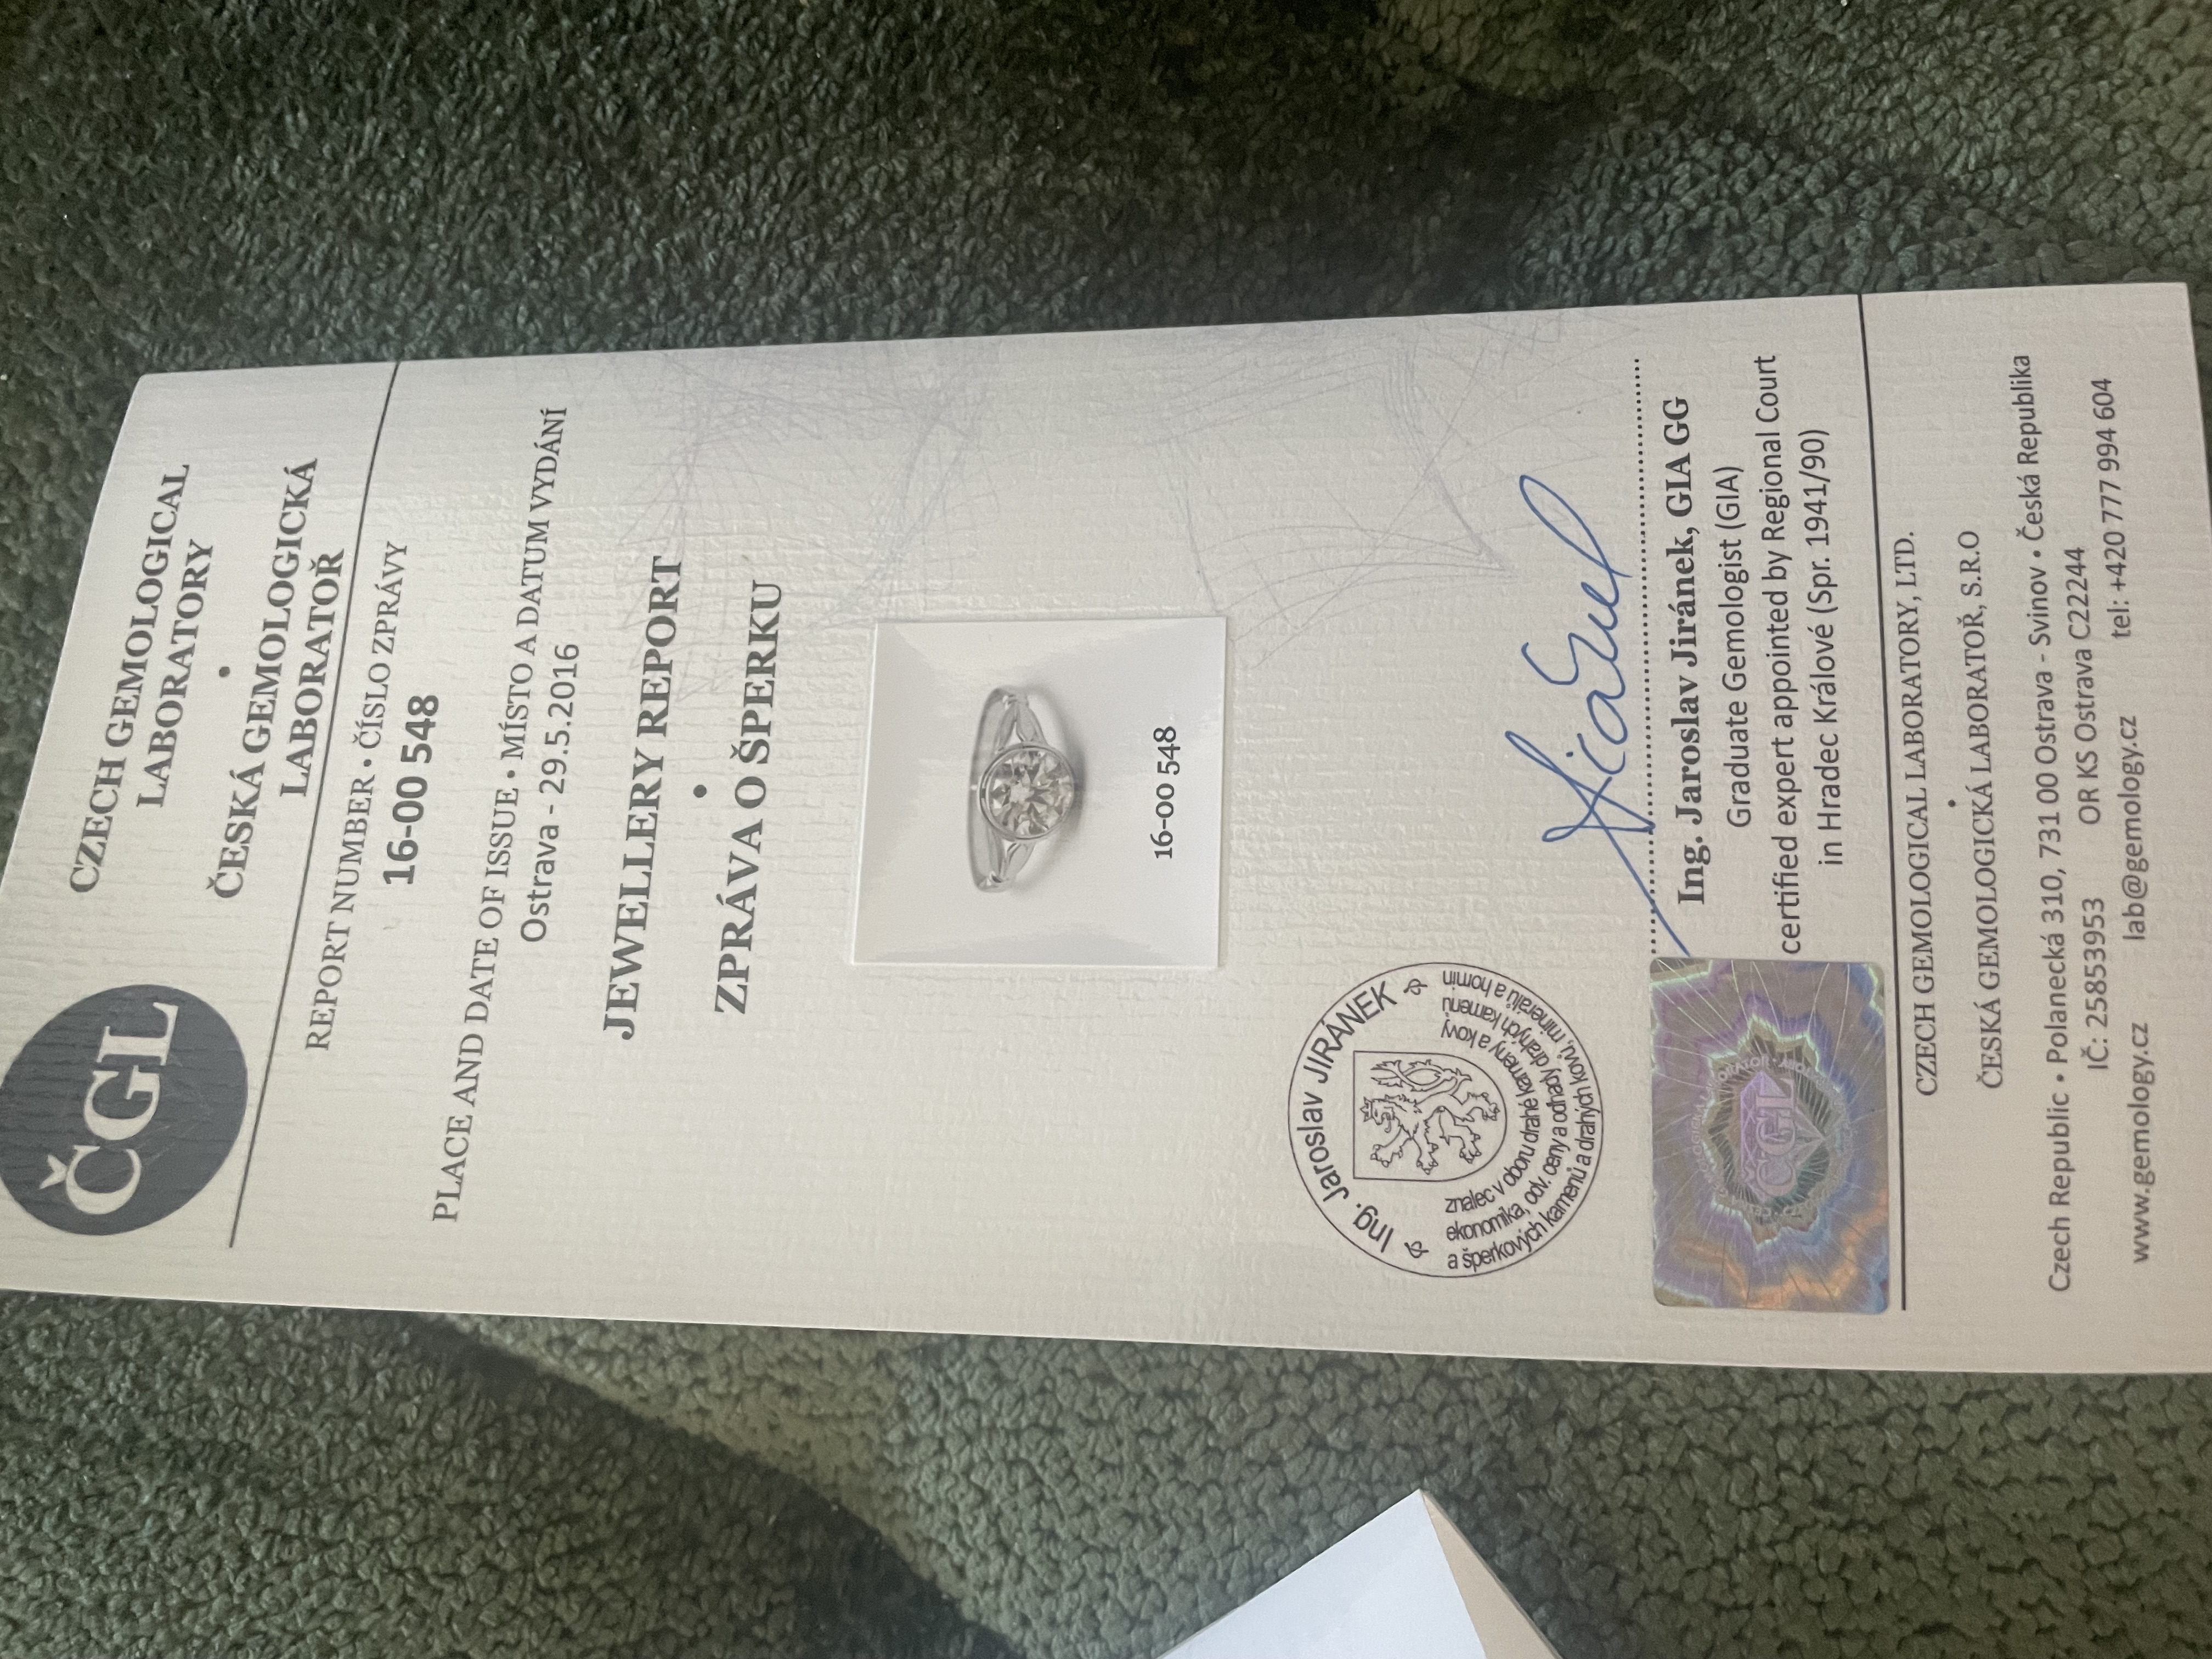 ČGL
CZECH GEMOLOGICAL
LABORATORY
•
ČESKÁ GEMOLOGICKÁ
LABORATOŘ
REPORT NUMBER • ČÍSLO ZPRÁVY
16-00 548
PLACE AND DATE OF ISSUE • MÍSTO A DATUM VYDÁNÍ
Ostrava - 29.5.2016
JEWELLERY REPORT
•
ZPRÁVA O ŠPERKU
16-00 548
Ing. Jaroslav JIRÁNEK
znalec v oboru drahé kameny a kovy
ekonomika, odv. ceny a odhady drahých kamenů
a šperkových kamenů a drahých kovů, minerálů a hornin
ČGL
Ing. Jaroslav Jiránek, GIA GG
Graduate Gemologist (GIA)
certified expert appointed by Regional Court
in Hradec Králové (Spr. 1941/90)
CZECH GEMOLOGICAL LABORATORY, LTD.
•
ČESKÁ GEMOLOGICKÁ LABORATOŘ, S.R.O
Czech Republic • Polanecká 310, 731 00 Ostrava - Svinov • Česká Republika
IČ: 25853953 OR KS Ostrava C22244
www.gemology.cz lab@gemology.cz tel: +420 777 994 604